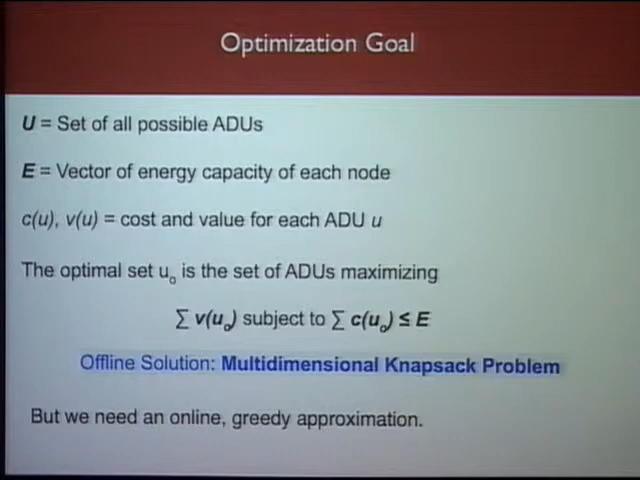 Optimization Goal
U = Set of all possible ADUs
E = Vector of energy capacity of each node
c(u), v(u) = cost and value for each ADU u
The optimal set uₒ is the set of ADUs maximizing
∑ v(uₒ) subject to ∑ c(uₒ) ≤ E
Offline Solution: Multidimensional Knapsack Problem
But we need an online, greedy approximation.